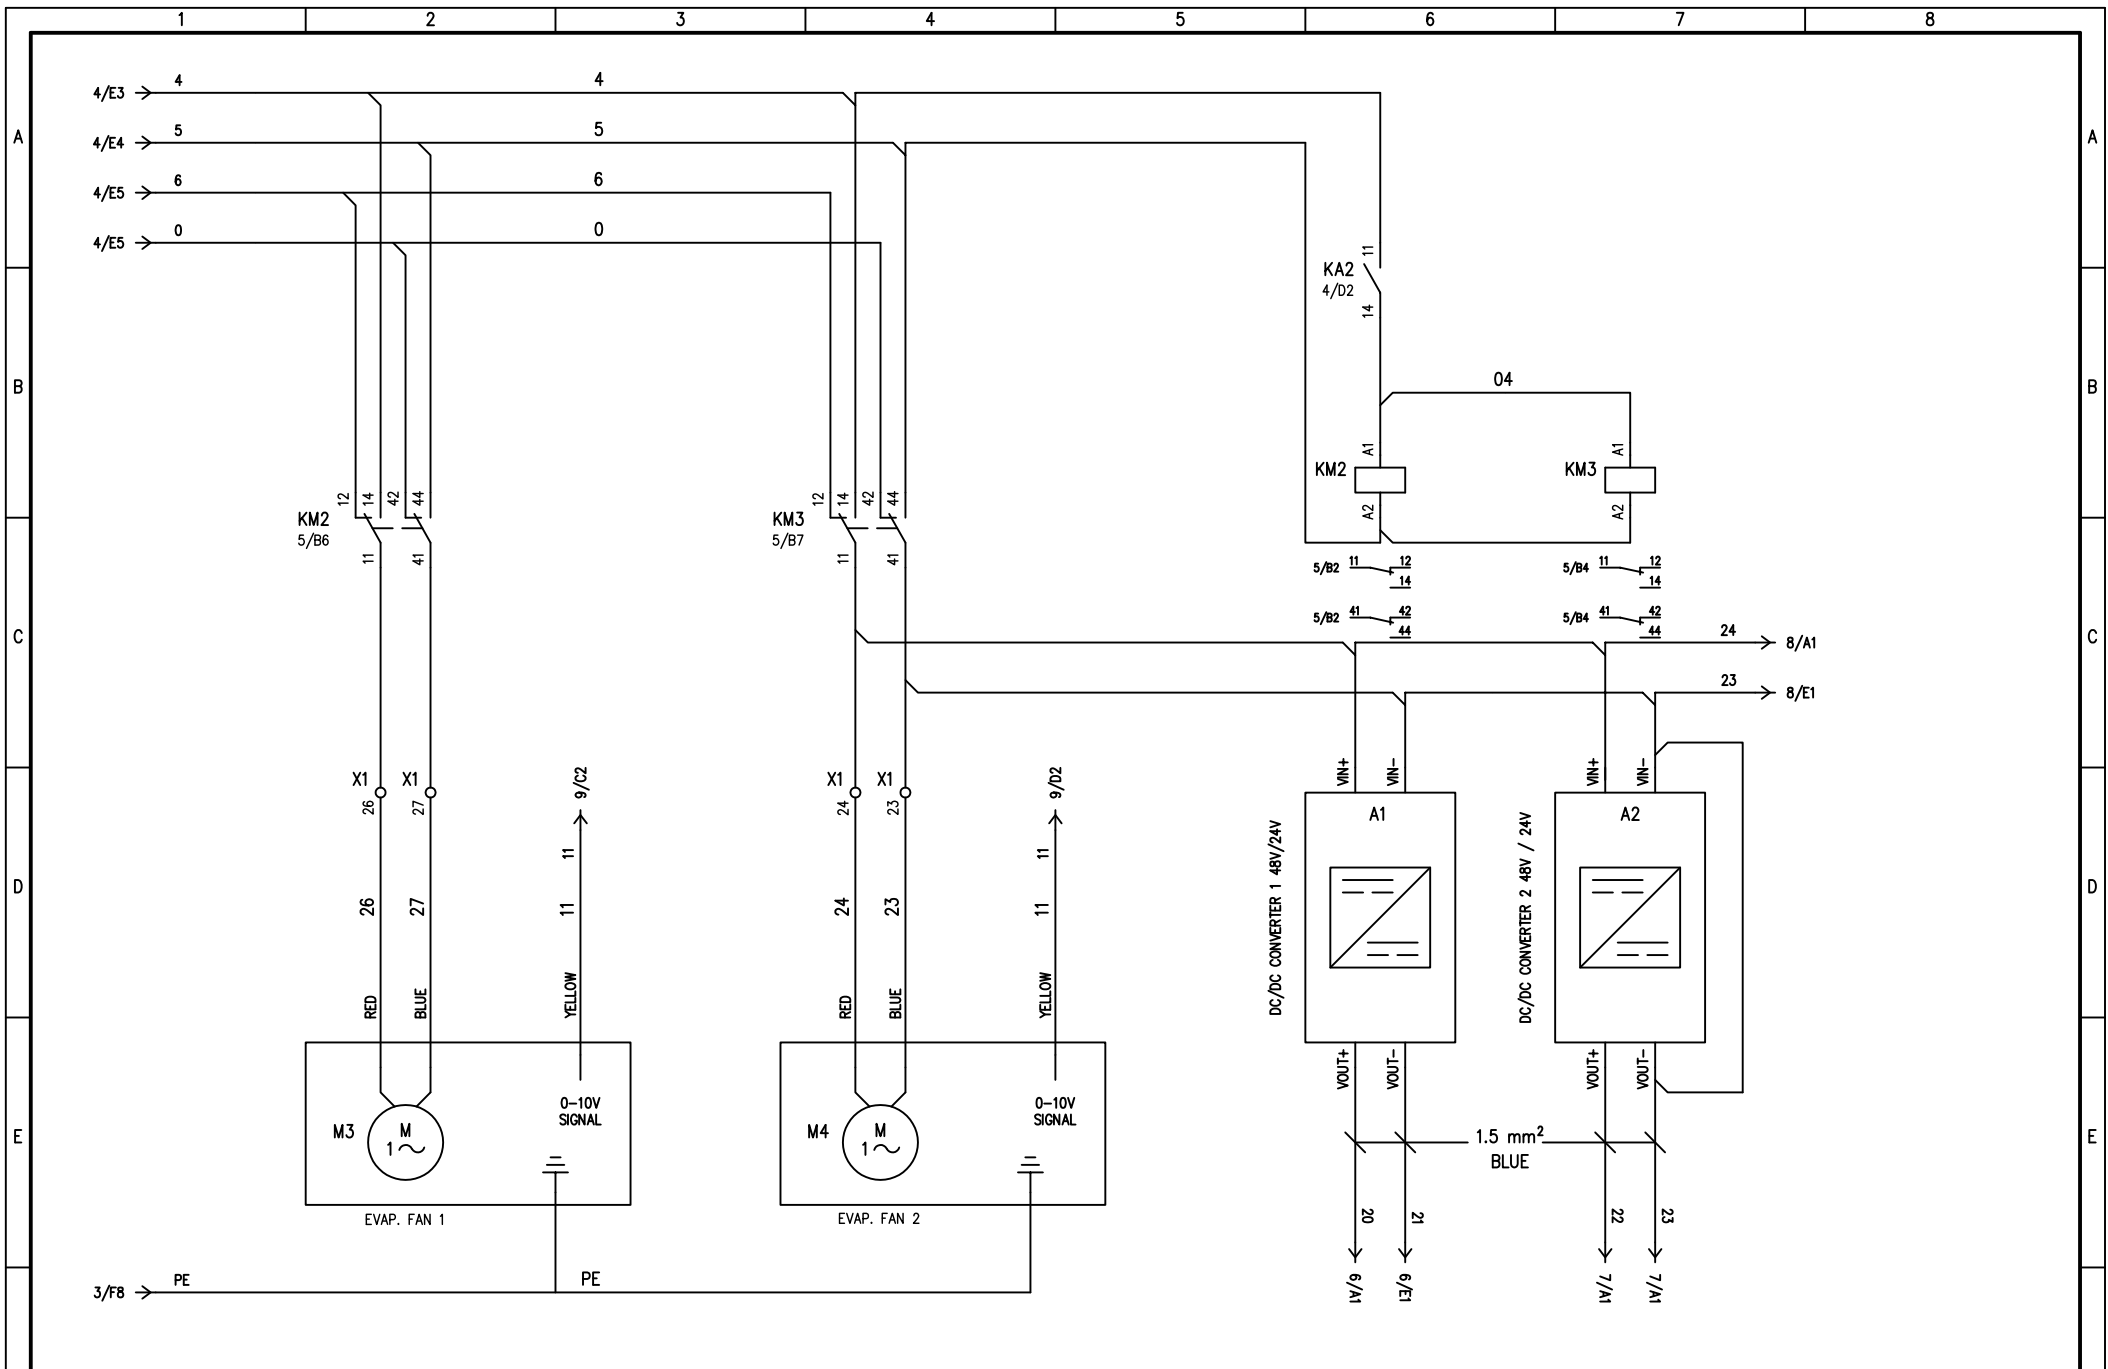 1 2 3 4 5 6 7 8
4/E3 4 4
A A
4/E4 5 5
4/E5 6 6
4/E5 0 0
KA2 11
4/D2
14
04
B B
KM2 A1 KM3 A1
A2 A2
12 14 42 44 12 14 42 44
KM2 KM3
5/B6 5/B7
11 41 11 41
5/B2 11 12 5/B4 11 12
14 14
5/B2 41 42 5/B4 41 42
44 44
C C
24 8/A1
23 8/E1
X1 X1 9/C2 X1 X1 9/D2 VIN+ VIN- VIN+ VIN-
26 27 24 23
A1 A2
11 11
DC/DC CONVERTER 1 48V/24V
DC/DC CONVERTER 2 48V / 24V
D D
26 27 11 24 23 11
RED BLUE YELLOW RED BLUE YELLOW
VOUT+ VOUT- VOUT+ VOUT-
0-10V 0-10V
SIGNAL SIGNAL
M3 M M4 M
1 1
E E
1.5 mm²
BLUE
EVAP. FAN 1 EVAP. FAN 2
20 21 22 23
3/F8 PE PE
6/A1 6/E1 7/A1 7/A1